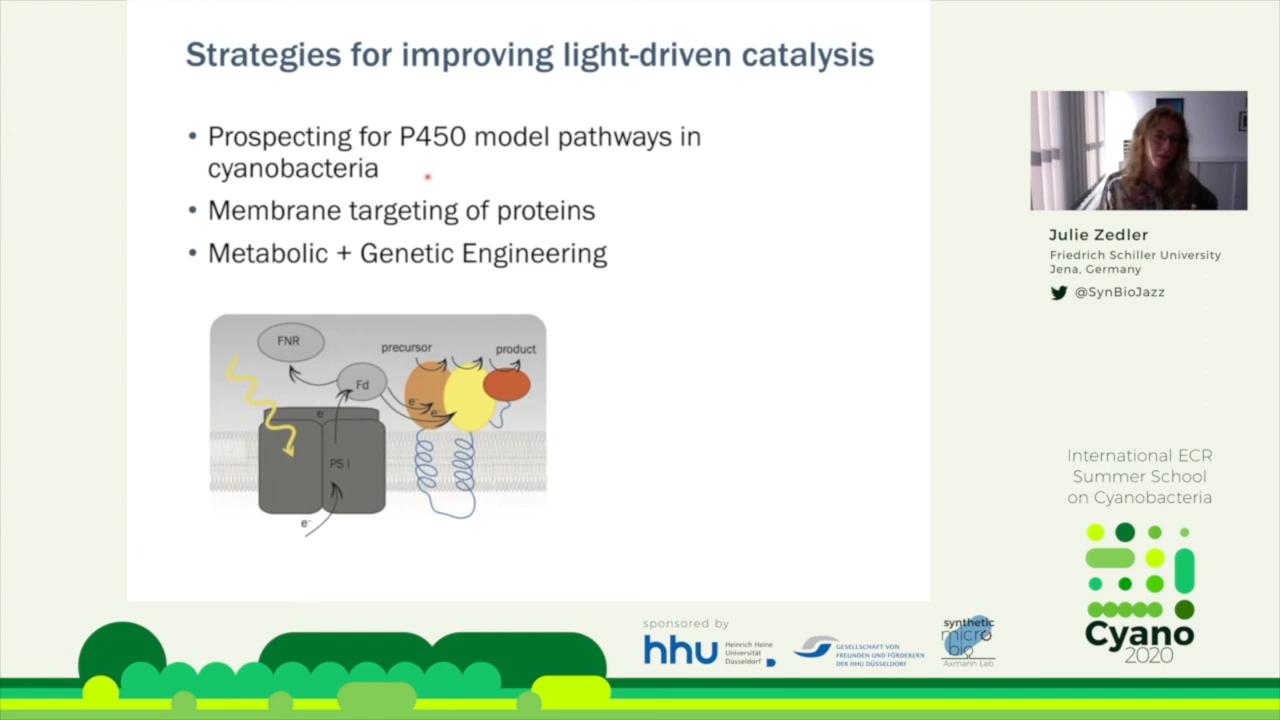 Strategies for improving light-driven catalysis
• Prospecting for P450 model pathways in
cyanobacteria
• Membrane targeting of proteins
• Metabolic + Genetic Engineering
FNR
precursor
product
Fd
e⁻
e⁻
e⁻
PS I
e⁻
Julie Zedler
Friedrich Schiller University
Jena, Germany
@SynBioJazz
International ECR
Summer School
on Cyanobacteria
Cyano
2020
sponsored by
hhu
Heinrich Heine
Universität
Düsseldorf
GESELLSCHAFT VON
FREUNDEN UND FÖRDERERN
DER HHU DÜSSELDORF
synthetic
micro
bio
Axmann Lab